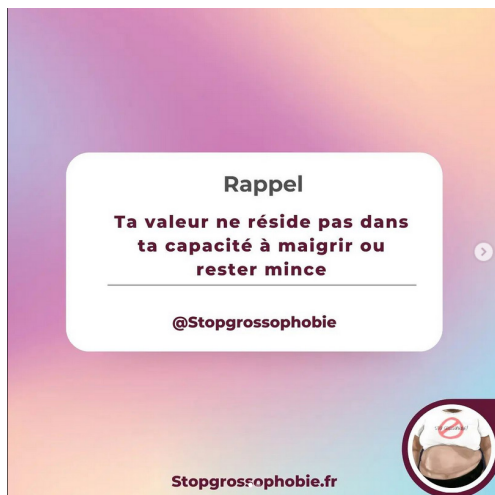 Rappel
Ta valeur ne réside pas dans
ta capacité à maigrir ou
rester mince
@Stopgrossophobie
Stopgrossophobie.fr